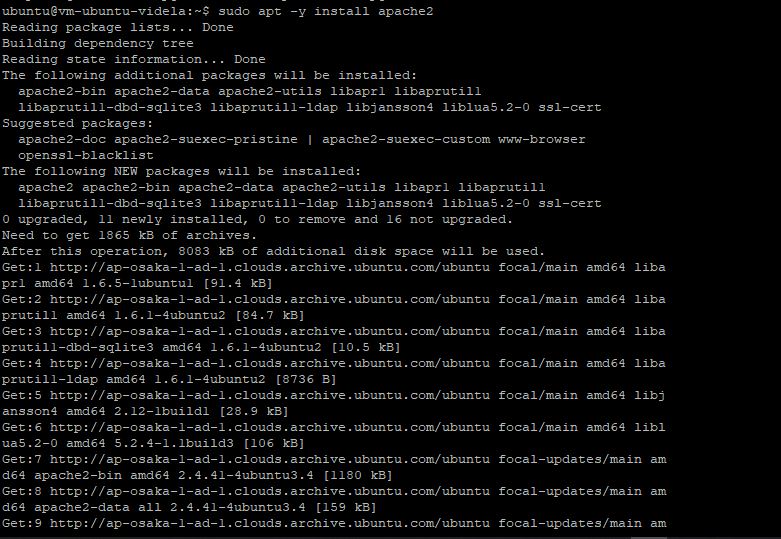 ubuntu@vm-ubuntu-videla:~$ sudo apt -y install apache2
Reading package lists... Done
Building dependency tree
Reading state information... Done
The following additional packages will be installed:
  apache2-bin apache2-data apache2-utils libapr1 libaprutil1
  libaprutil1-dbd-sqlite3 libaprutil1-ldap libjansson4 liblua5.2-0 ssl-cert
Suggested packages:
  apache2-doc apache2-suexec-pristine | apache2-suexec-custom www-browser
  openssl-blacklist
The following NEW packages will be installed:
  apache2 apache2-bin apache2-data apache2-utils libapr1 libaprutil1
  libaprutil1-dbd-sqlite3 libaprutil1-ldap libjansson4 liblua5.2-0 ssl-cert
0 upgraded, 11 newly installed, 0 to remove and 16 not upgraded.
Need to get 1865 kB of archives.
After this operation, 8083 kB of additional disk space will be used.
Get:1 http://ap-osaka-1-ad-1.clouds.archive.ubuntu.com/ubuntu focal/main amd64 liba
pr1 amd64 1.6.5-1ubuntu1 [91.4 kB]
Get:2 http://ap-osaka-1-ad-1.clouds.archive.ubuntu.com/ubuntu focal/main amd64 liba
prutil1 amd64 1.6.1-4ubuntu2 [84.7 kB]
Get:3 http://ap-osaka-1-ad-1.clouds.archive.ubuntu.com/ubuntu focal/main amd64 liba
prutil1-dbd-sqlite3 amd64 1.6.1-4ubuntu2 [10.5 kB]
Get:4 http://ap-osaka-1-ad-1.clouds.archive.ubuntu.com/ubuntu focal/main amd64 liba
prutil1-ldap amd64 1.6.1-4ubuntu2 [8736 B]
Get:5 http://ap-osaka-1-ad-1.clouds.archive.ubuntu.com/ubuntu focal/main amd64 libj
ansson4 amd64 2.12-1build1 [28.9 kB]
Get:6 http://ap-osaka-1-ad-1.clouds.archive.ubuntu.com/ubuntu focal/main amd64 libl
ua5.2-0 amd64 5.2.4-1.1build3 [106 kB]
Get:7 http://ap-osaka-1-ad-1.clouds.archive.ubuntu.com/ubuntu focal-updates/main am
d64 apache2-bin amd64 2.4.41-4ubuntu3.4 [1180 kB]
Get:8 http://ap-osaka-1-ad-1.clouds.archive.ubuntu.com/ubuntu focal-updates/main am
d64 apache2-data all 2.4.41-4ubuntu3.4 [159 kB]
Get:9 http://ap-osaka-1-ad-1.clouds.archive.ubuntu.com/ubuntu focal-updates/main am